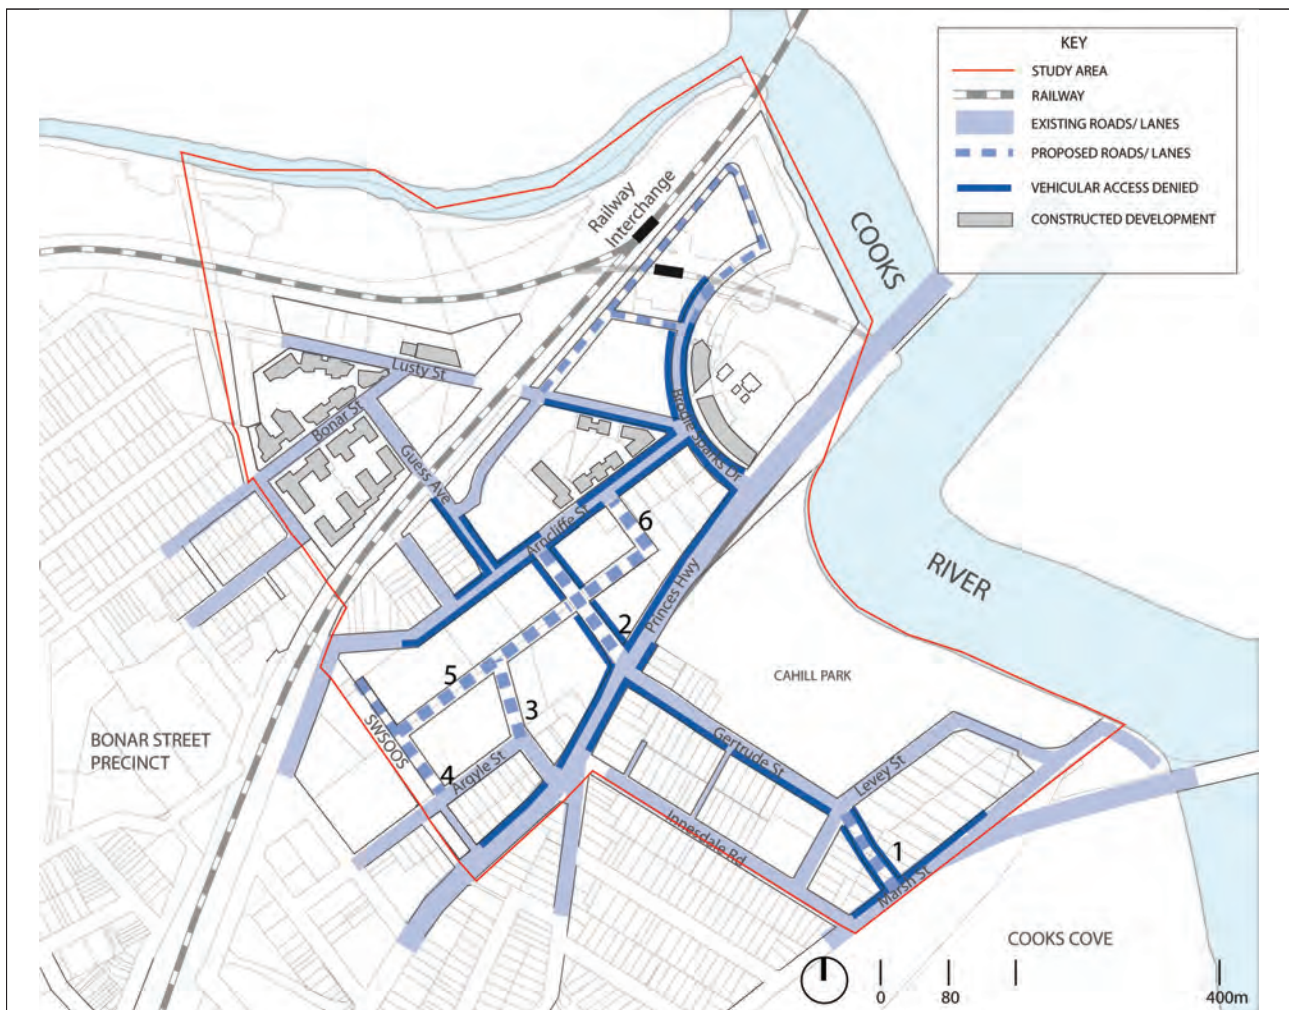 KEY
STUDY AREA
RAILWAY
EXISTING ROADS/ LANES
PROPOSED ROADS/ LANES
VEHICULAR ACCESS DENIED
CONSTRUCTED DEVELOPMENT
Railway
Interchange
COOKS
RIVER
Lusty St
Bonar St
Guess Ave
Brodie Sparks Dr
Arncliffe St
6
Princes Hwy
2
5
3
SWSOOS
4
Argyle St
CAHILL PARK
Gertrude St
Levey St
Innesdale Rd
1
Marsh St
BONAR STREET
PRECINCT
COOKS COVE
0
80
400m